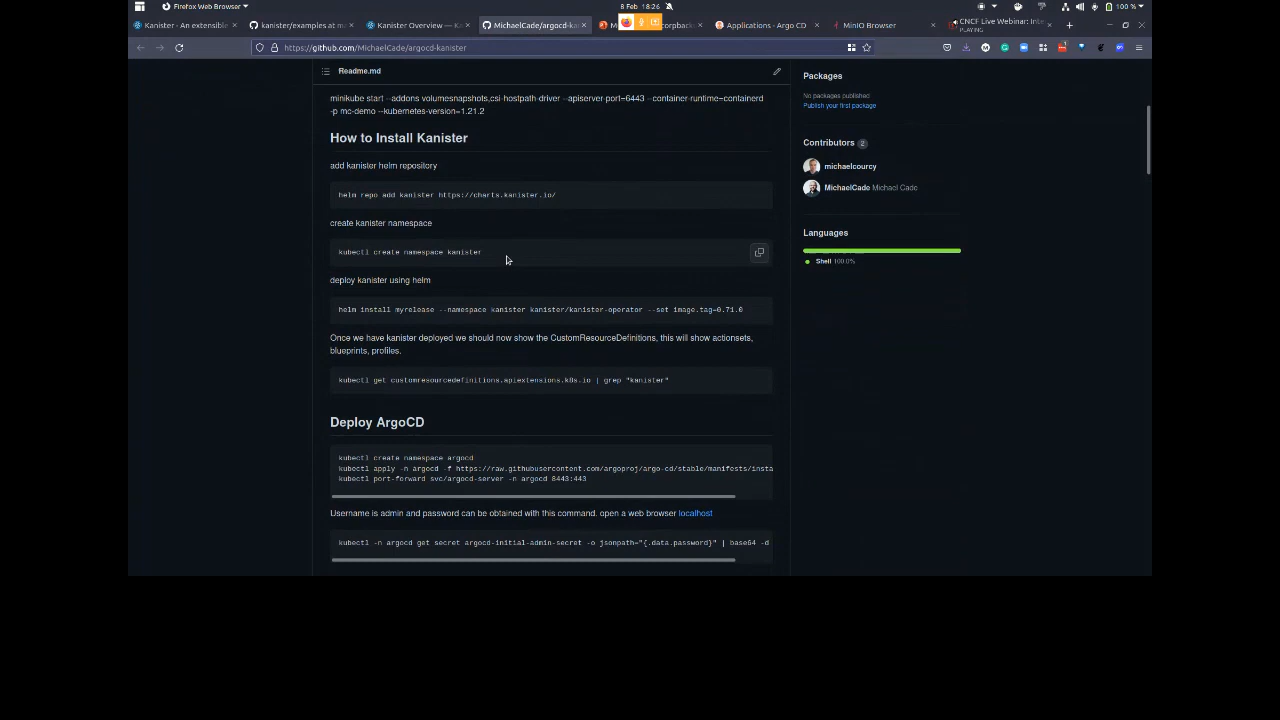 Firefox Web Browser
8 Feb 18:26
100 %
Kanister - An extensible
kanister/examples at m
Kanister Overview — Ka
MichaelCade/argocd-ka
corpback
Applications - Argo CD
MinIO Browser
CNCF Live Webinar: Inte
PLAYING
https://github.com/MichaelCade/argocd-kanister
Readme.md
minikube start --addons volumesnapshots,csi-hostpath-driver --apiserver-port=6443 --container-runtime=containerd
-p mc-demo --kubernetes-version=1.21.2
How to Install Kanister
add kanister helm repository
helm repo add kanister https://charts.kanister.io/
create kanister namespace
kubectl create namespace kanister
deploy kanister using helm
helm install myrelease --namespace kanister kanister/kanister-operator --set image.tag=0.71.0
Once we have kanister deployed we should now show the CustomResourceDefinitions, this will show actionsets,
blueprints, profiles.
kubectl get customresourcedefinitions.apiextensions.k8s.io | grep "kanister"
Deploy ArgoCD
kubectl create namespace argocd
kubectl apply -n argocd -f https://raw.githubusercontent.com/argoproj/argo-cd/stable/manifests/insta
kubectl port-forward svc/argocd-server -n argocd 8443:443
Username is admin and password can be obtained with this command. open a web browser localhost
kubectl -n argocd get secret argocd-initial-admin-secret -o jsonpath="{.data.password}" | base64 -d
Packages
No packages published
Publish your first package
Contributors 2
michaelcourcy
MichaelCade Michael Cade
Languages
Shell 100.0%